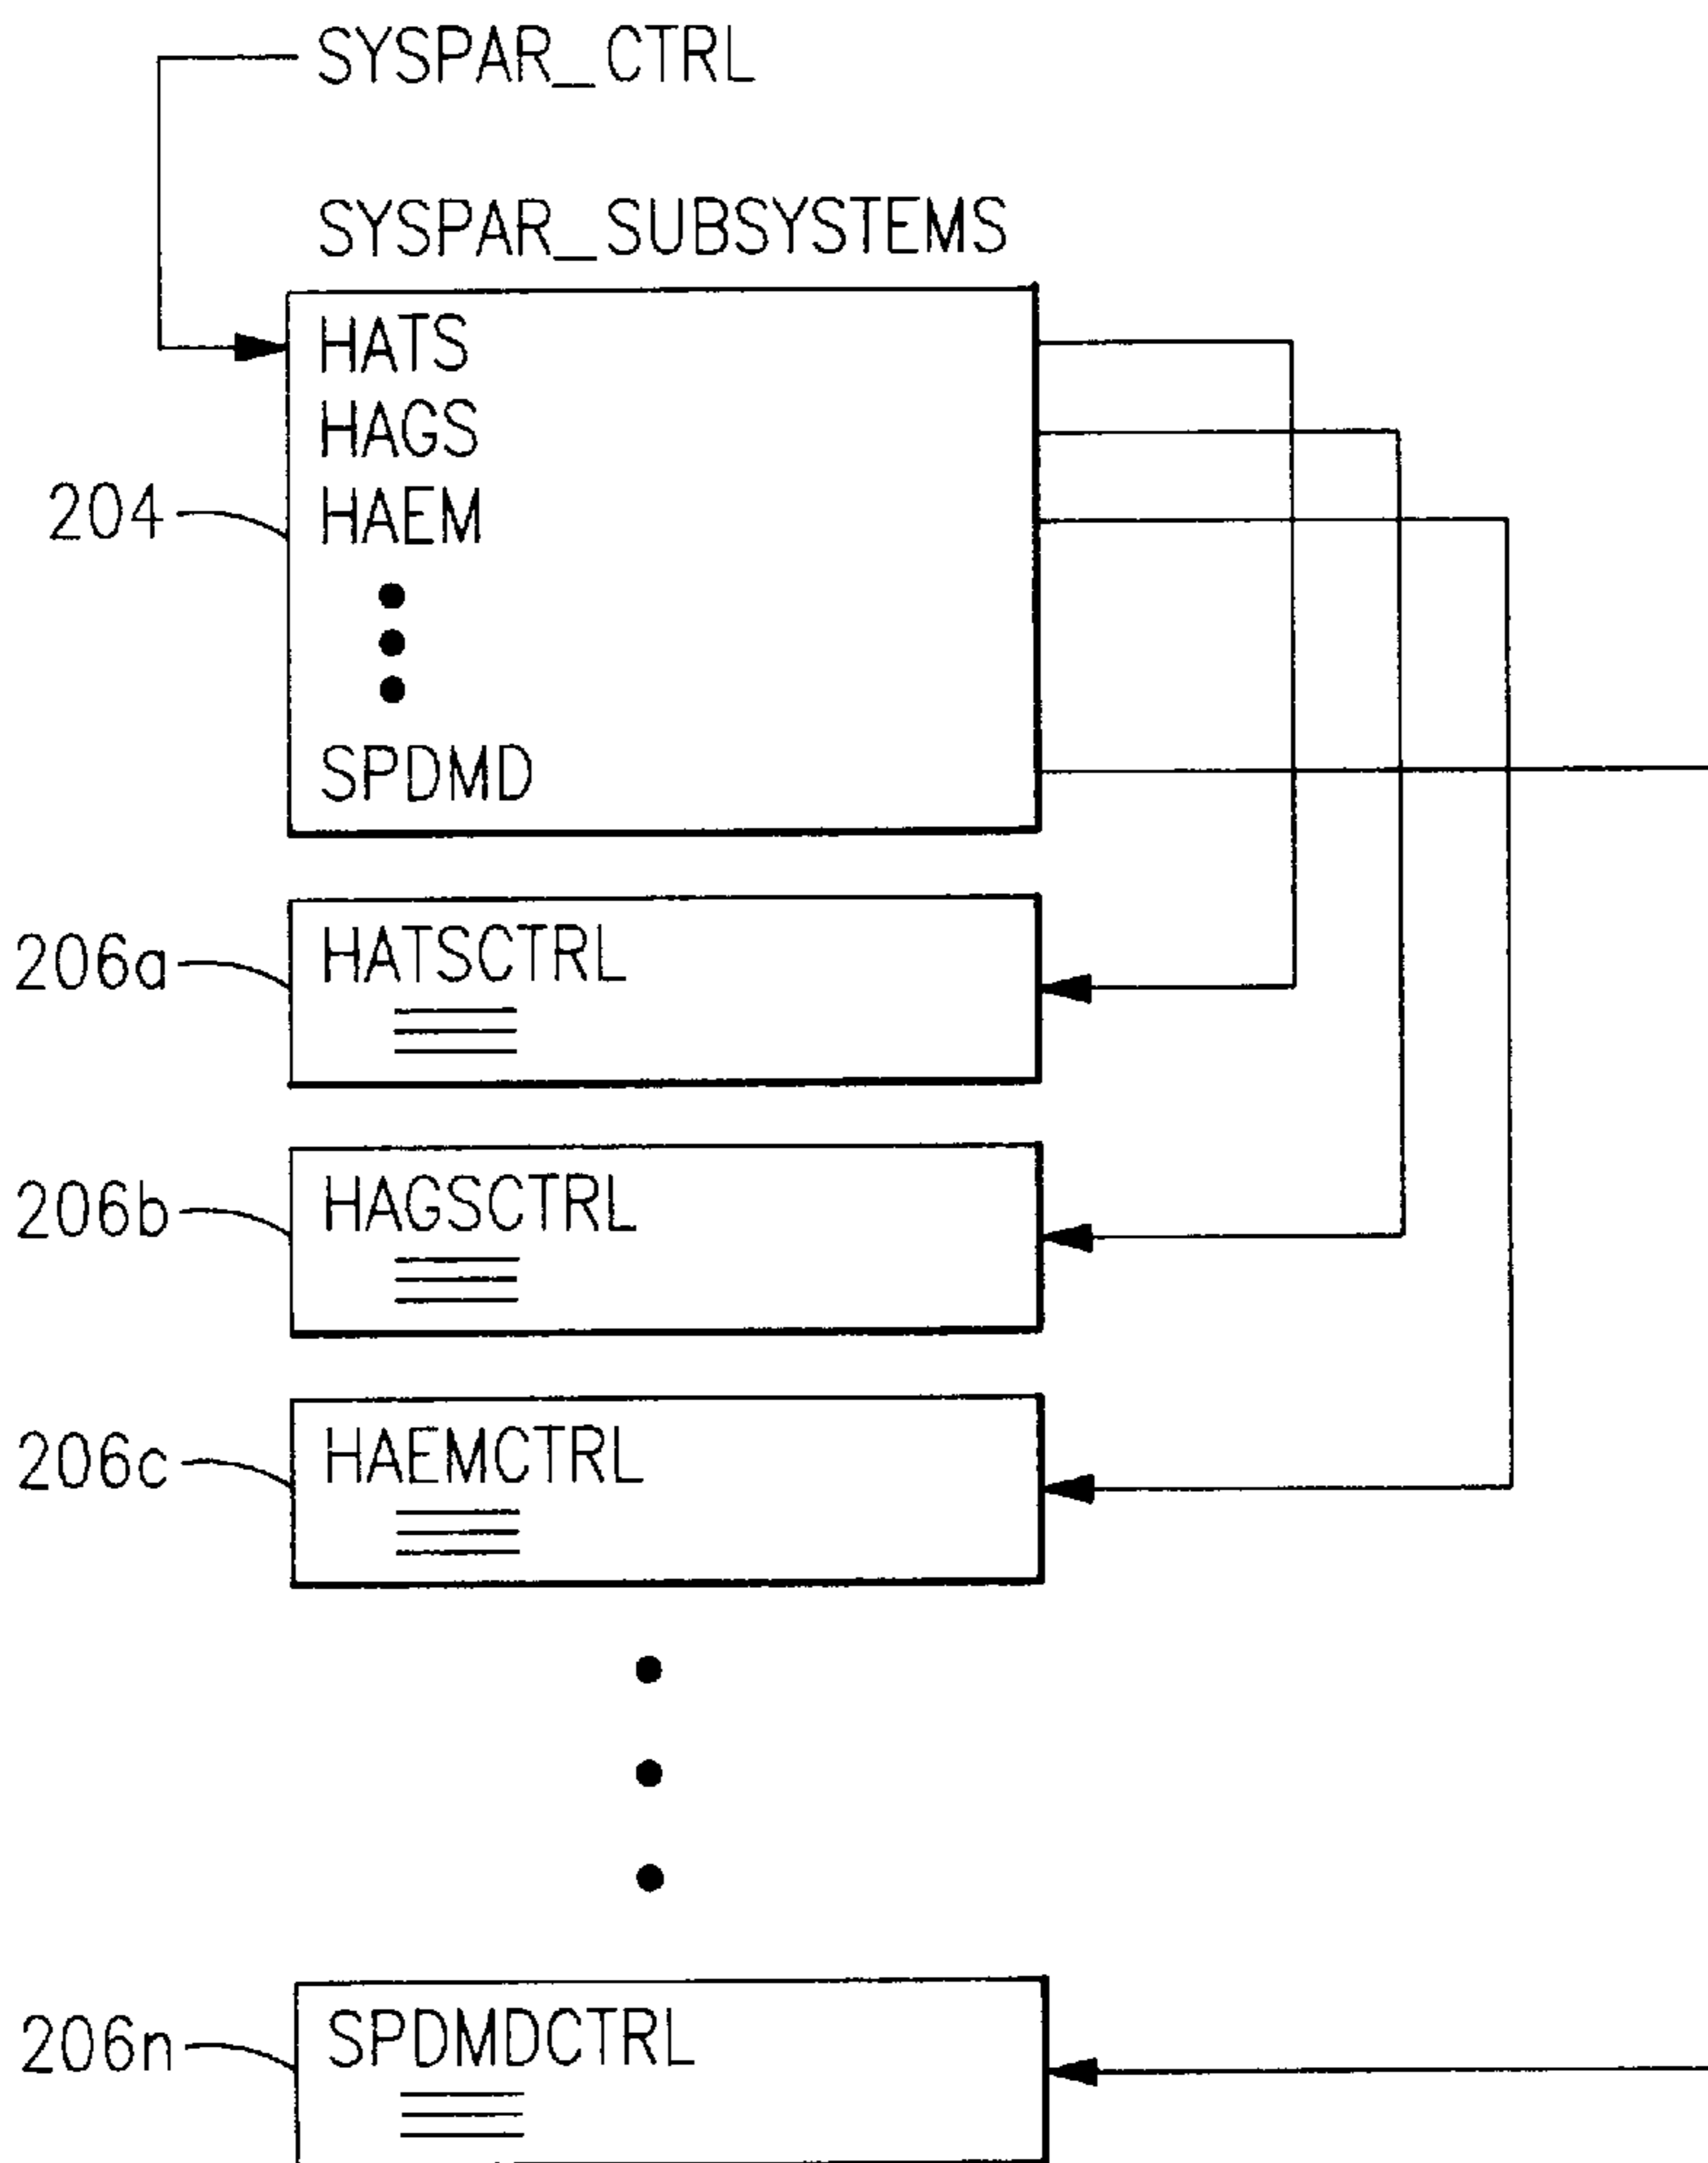 SYSPAR_CTRL
SYSPAR_SUBSYSTEMS
HATS
HAGS
204
HAEM
SPDMD
206a
HATSCTRL
206b
HAGSCTRL
206c
HAEMCTRL
206n
SPDMDCTRL